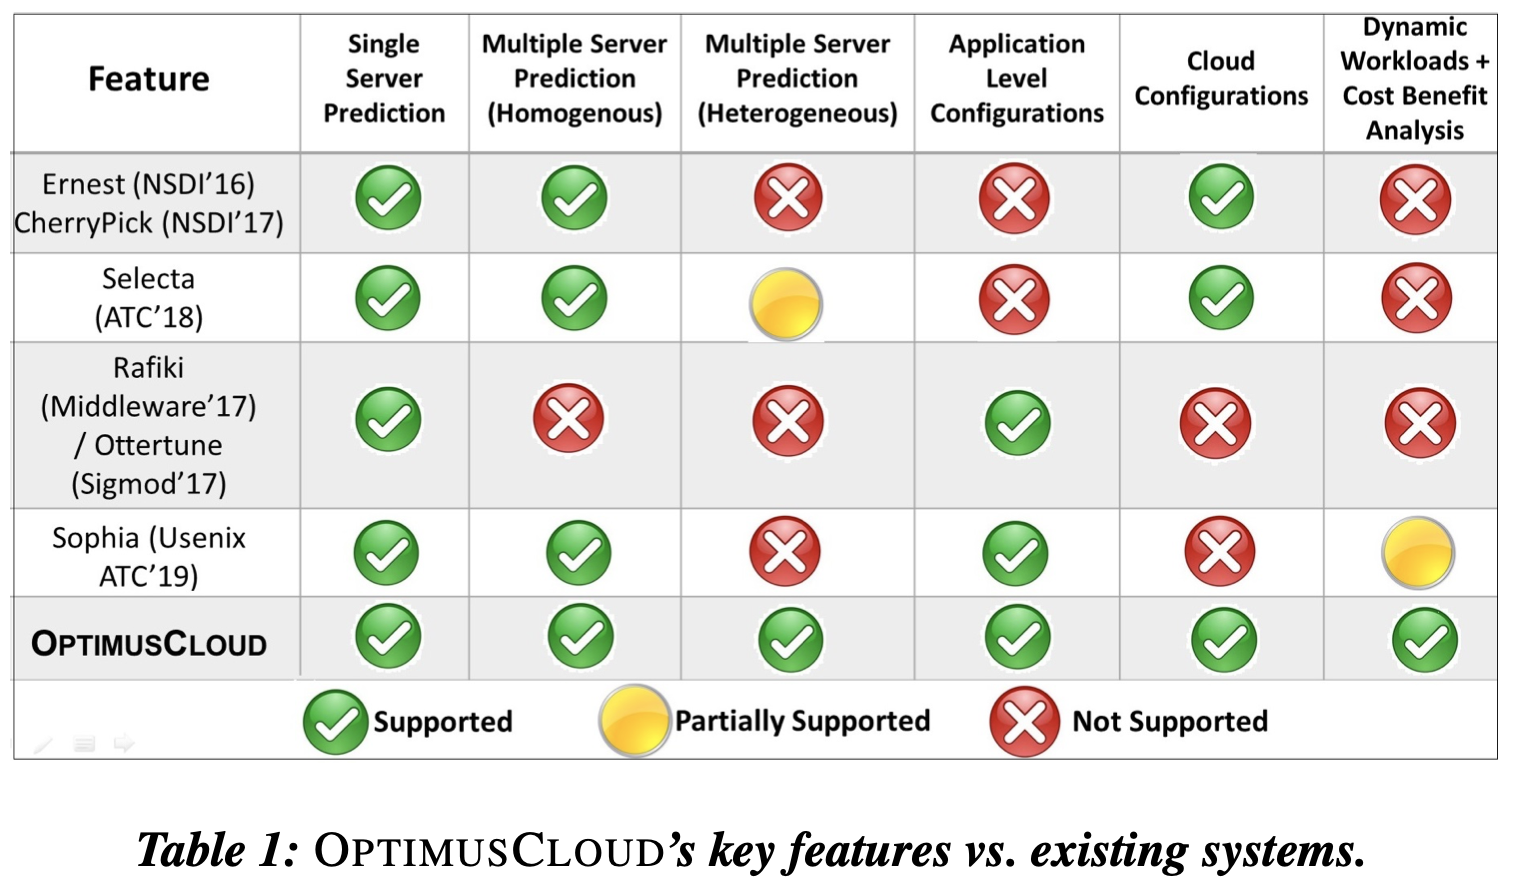 Feature
Single
Server
Prediction
Multiple Server
Prediction
(Homogenous)
Multiple Server
Prediction
(Heterogeneous)
Application
Level
Configurations
Cloud
Configurations
Dynamic
Workloads +
Cost Benefit
Analysis
Ernest (NSDI’16)
CherryPick (NSDI’17)
Selecta
(ATC’18)
Rafiki
(Middleware’17)
/ Ottertune
(Sigmod’17)
Sophia (Usenix
ATC’19)
OPTIMUSCLOUD
Supported
Partially Supported
Not Supported
Table 1: OPTIMUSCLOUD’s key features vs. existing systems.